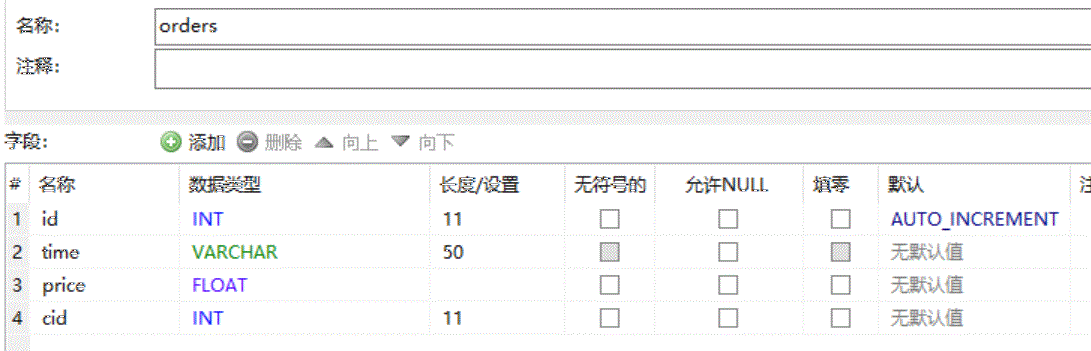 名称: orders
注释:
字段: 添加 删除 向上 向下
# 名称 数据类型 长度/设置 无符号的 允许NULL 填零 默认
1 id INT 11 AUTO_INCREMENT
2 time VARCHAR 50 无默认值
3 price FLOAT 无默认值
4 cid INT 11 无默认值